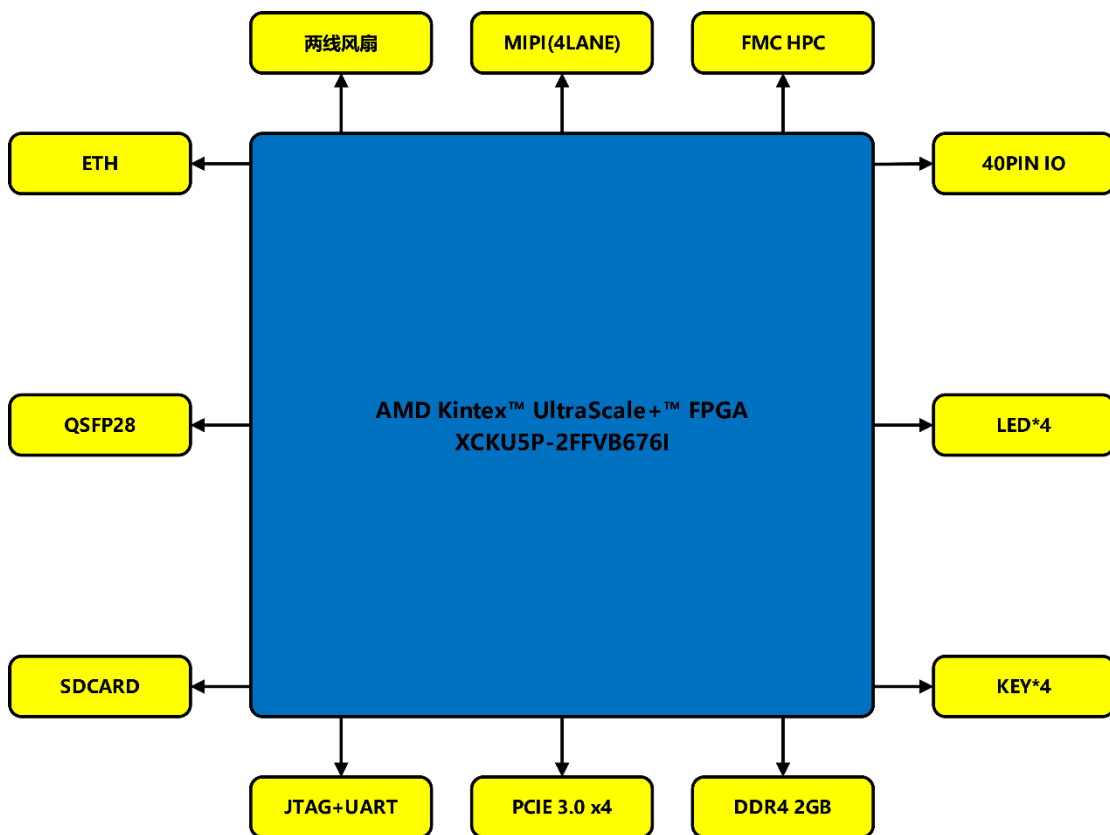 两线风扇
MIPI(4LANE)
FMC HPC
ETH
40PIN IO
AMD Kintex™ UltraScale+™ FPGA
XCKU5P-2FFVB676I
QSFP28
LED*4
SDCARD
KEY*4
JTAG+UART
PCIE 3.0 x4
DDR4 2GB